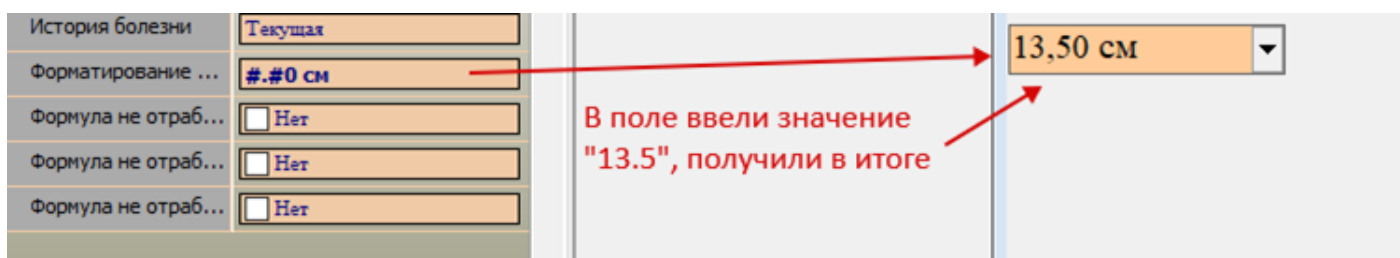 История болезни Текущая
Форматирование ... #.#0 см
Формула не отраб... Нет
Формула не отраб... Нет
Формула не отраб... Нет
В поле ввели значение
"13.5", получили в итоге
13,50 см